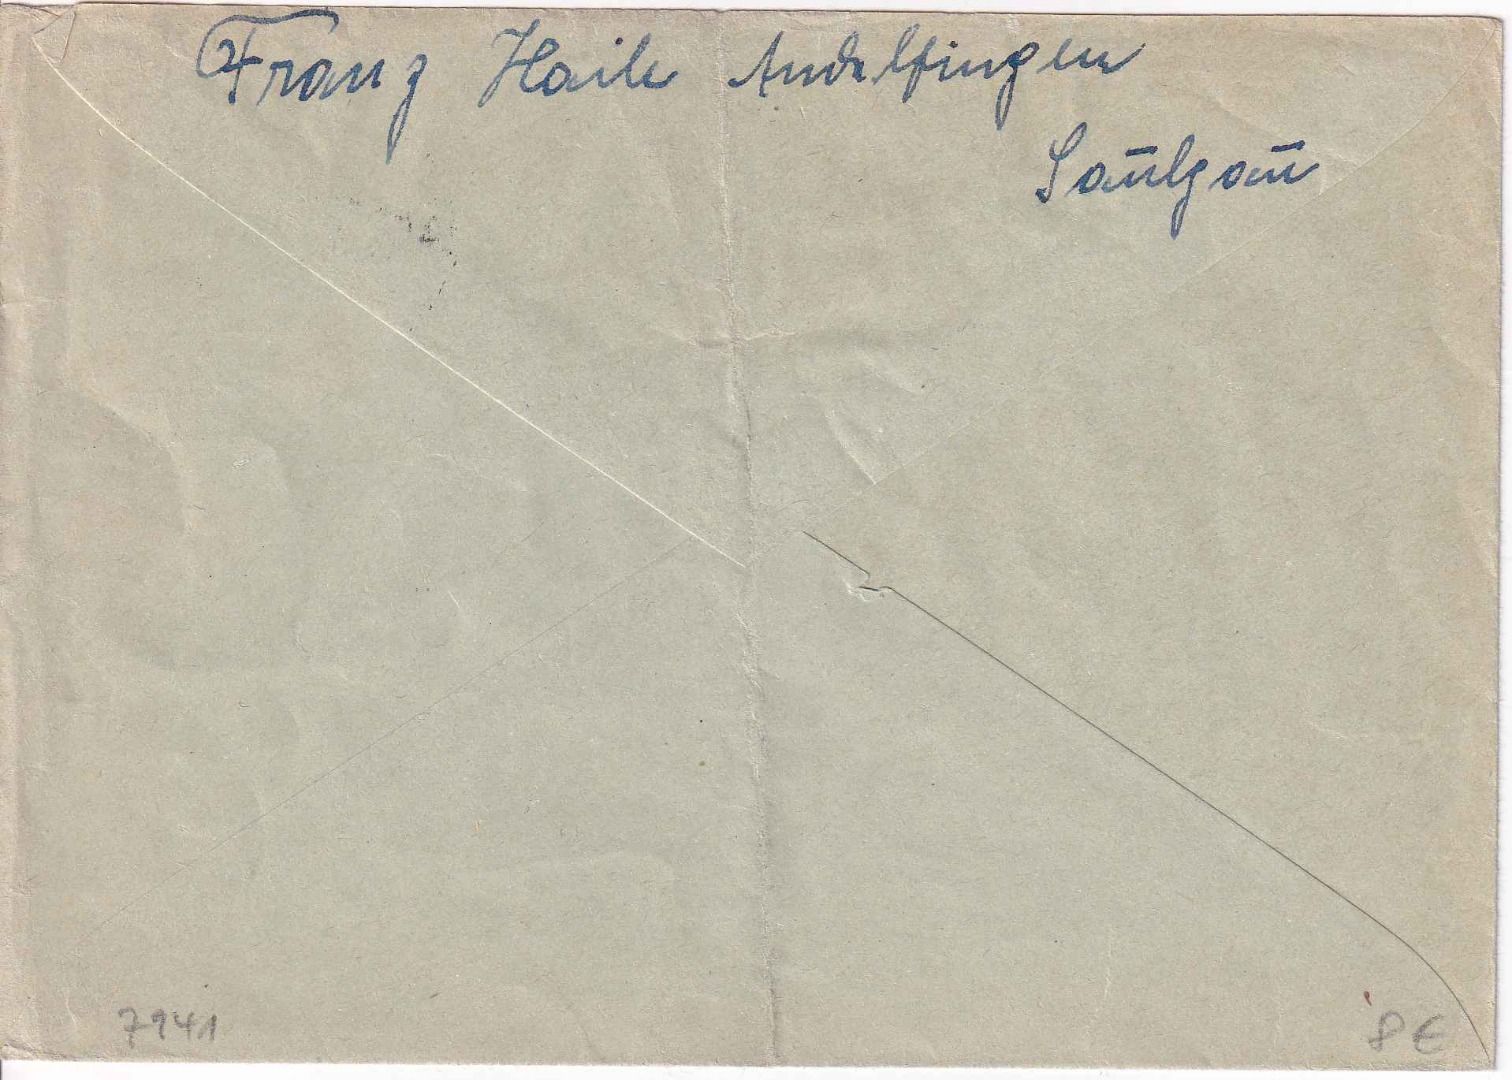 Franz Haile Andelfingen
Saulgau
7941 8 €